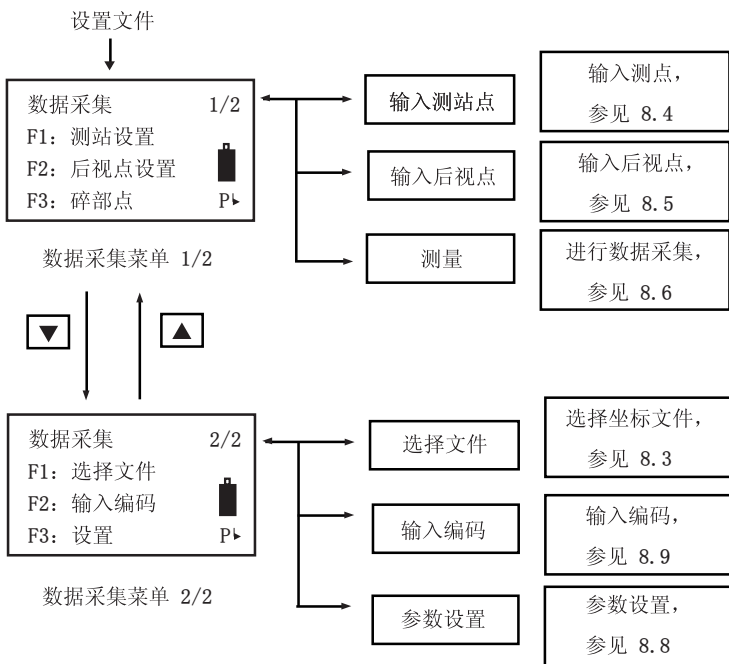 设置文件
数据采集 1/2
F1: 测站设置
F2: 后视点设置
F3: 碎部点 P
数据采集菜单 1/2
输入测站点
输入测点，
参见 8.4
输入后视点
输入后视点，
参见 8.5
测量
进行数据采集，
参见 8.6
数据采集 2/2
F1: 选择文件
F2: 输入编码
F3: 设置 P
数据采集菜单 2/2
选择文件
选择坐标文件，
参见 8.3
输入编码
输入编码，
参见 8.9
参数设置
参数设置，
参见 8.8